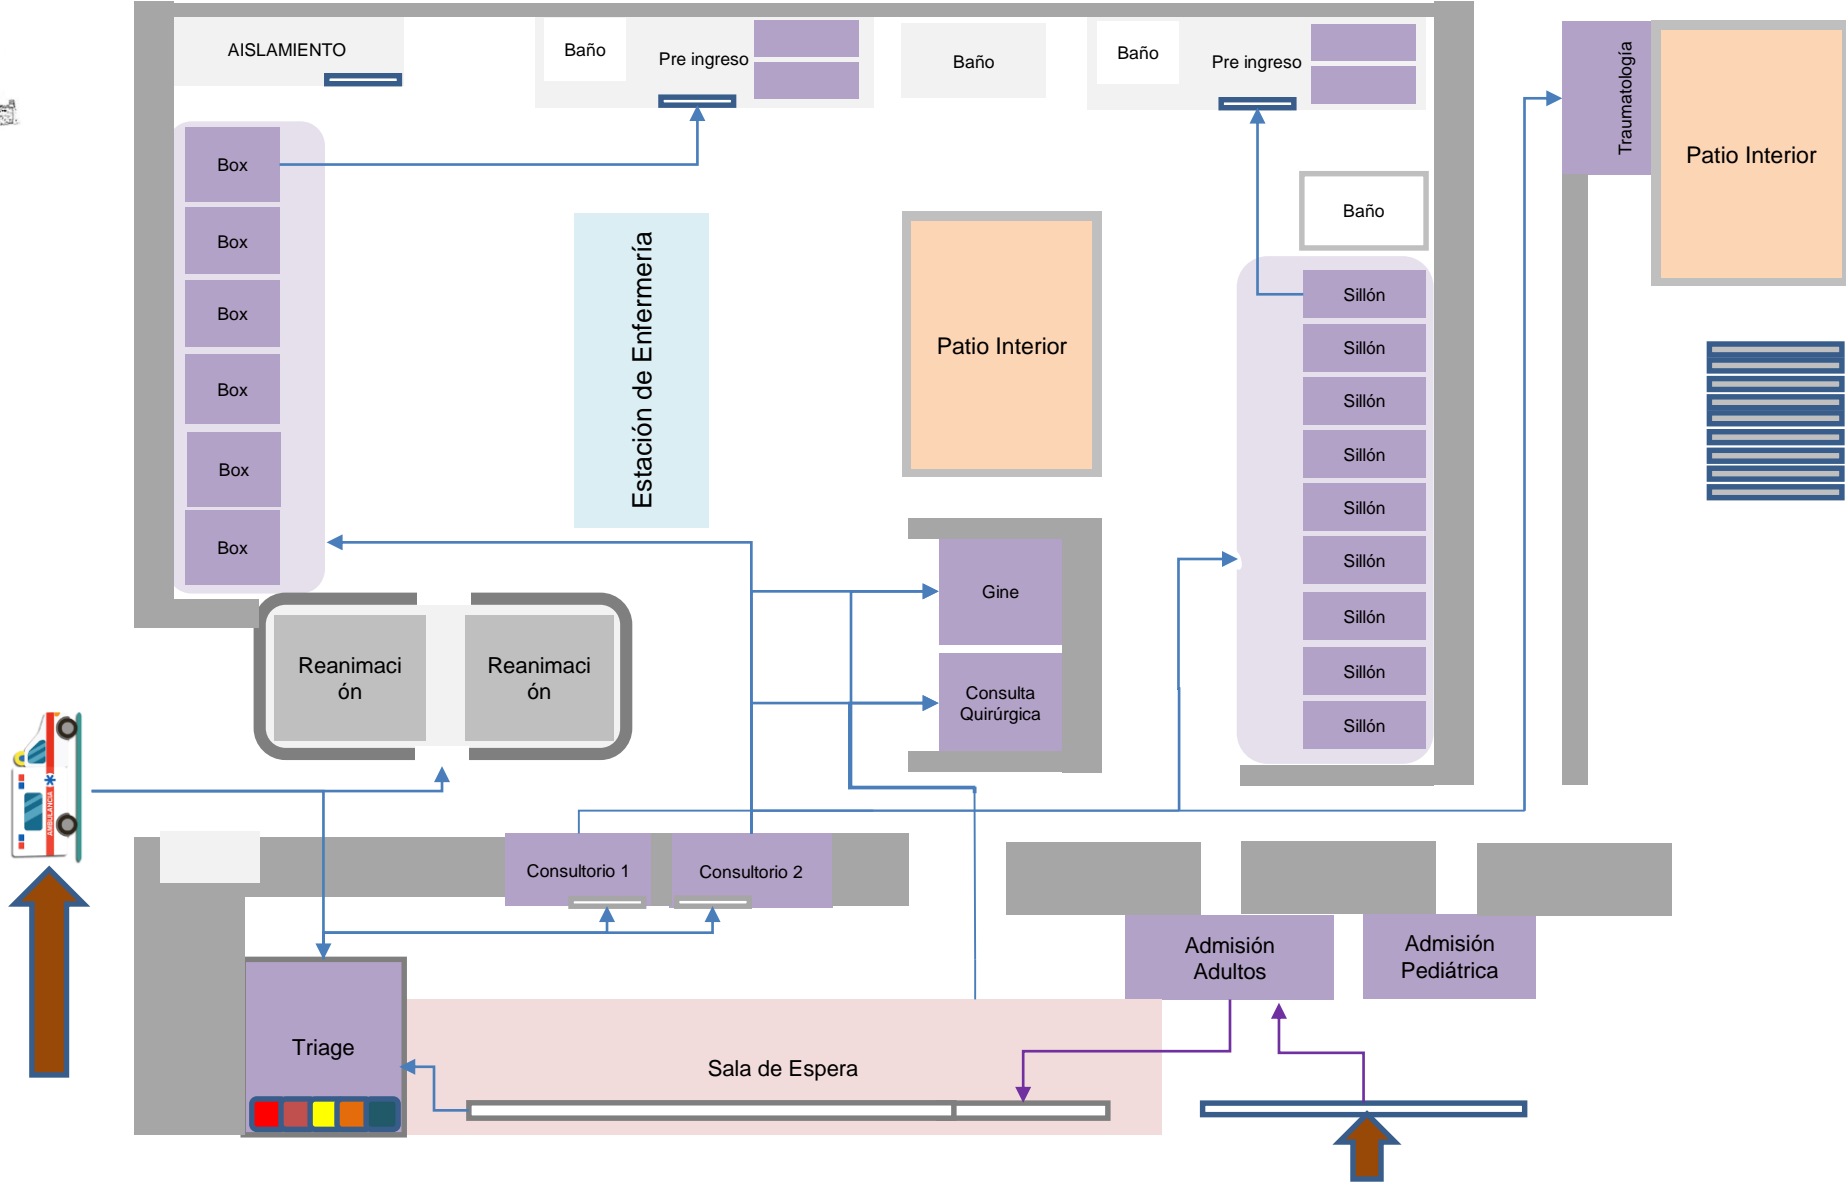 AISLAMIENTO
Baño
Pre ingreso
Baño
Baño
Pre ingreso
Traumatología
Patio Interior
Box
Box
Box
Box
Box
Box
Estación de Enfermería
Patio Interior
Baño
Sillón
Sillón
Sillón
Sillón
Sillón
Sillón
Sillón
Sillón
Sillón
Gine
Consulta
Quirúrgica
Reanimaci
ón
Reanimaci
ón
AMBULANCIA
Consultorio 1
Consultorio 2
Admisión
Adultos
Admisión
Pediátrica
Triage
Sala de Espera